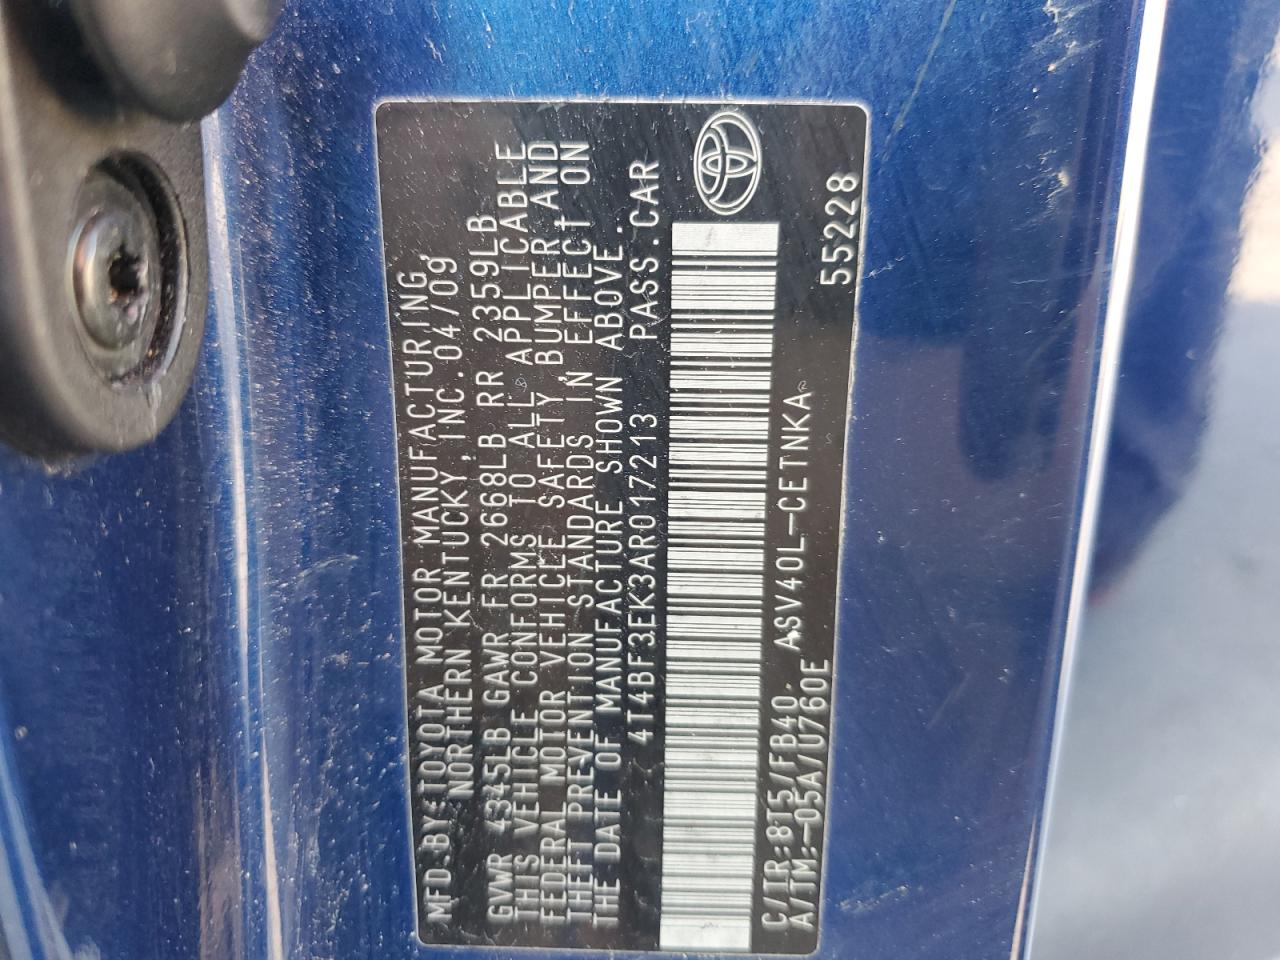 MFD.BY:TOYOTA MOTOR MANUFACTURING,
NORTHERN KENTUCKY,INC.04/09
GVWR 4345LB GAWR FR 2668LB RR 2359LB
THIS VEHICLE CONFORMS TO ALL APPLICABLE
FEDERAL MOTOR VEHICLE SAFETY, BUMPER, AND
THEFT PREVENTION STANDARDS IN EFFECT ON
THE DATE OF MANUFACTURE SHOWN ABOVE.
4T4BF3EK3AR017213 PASS.CAR
C/TR:8T5/FB40, ASV40L-CETNKA
A/TM:-05A/U760E 55228